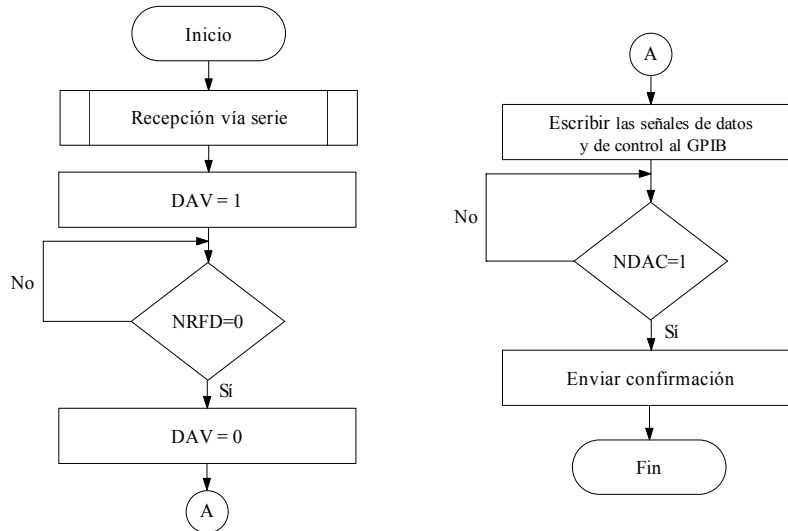 Inicio
Recepción vía serie
DAV = 1
No
NRFD=0
Sí
DAV = 0
A
A
Escribir las señales de datos
y de control al GPIB
No
NDAC=1
Sí
Enviar confirmación
Fin